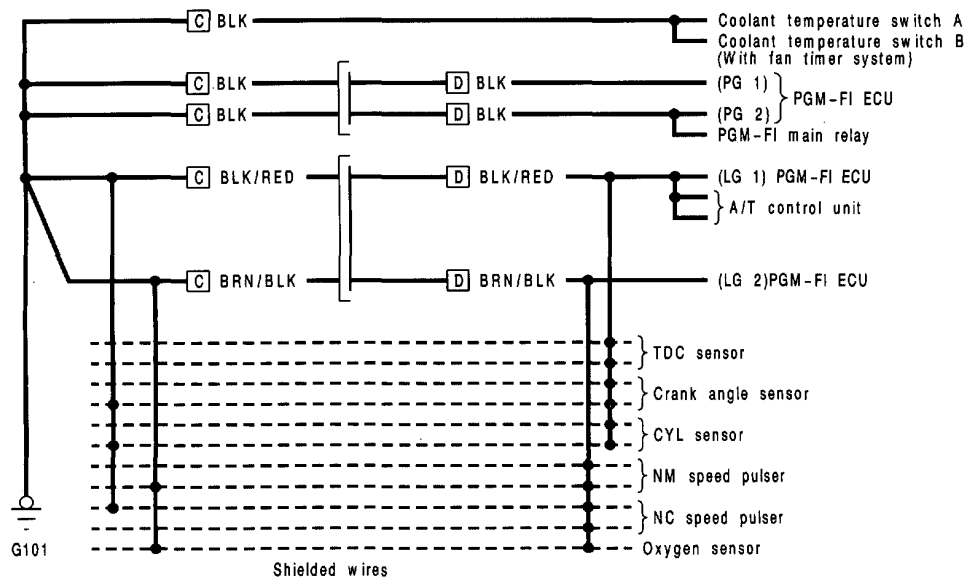 C BLK Coolant temperature switch A
Coolant temperature switch B
(With fan timer system)
C BLK D BLK (PG 1)
PGM-FI ECU
C BLK D BLK (PG 2)
PGM-FI main relay
C BLK/RED D BLK/RED (LG 1) PGM-FI ECU
A/T control unit
C BRN/BLK D BRN/BLK (LG 2)PGM-FI ECU
TDC sensor
Crank angle sensor
CYL sensor
NM speed pulser
NC speed pulser
G101 Oxygen sensor
Shielded wires